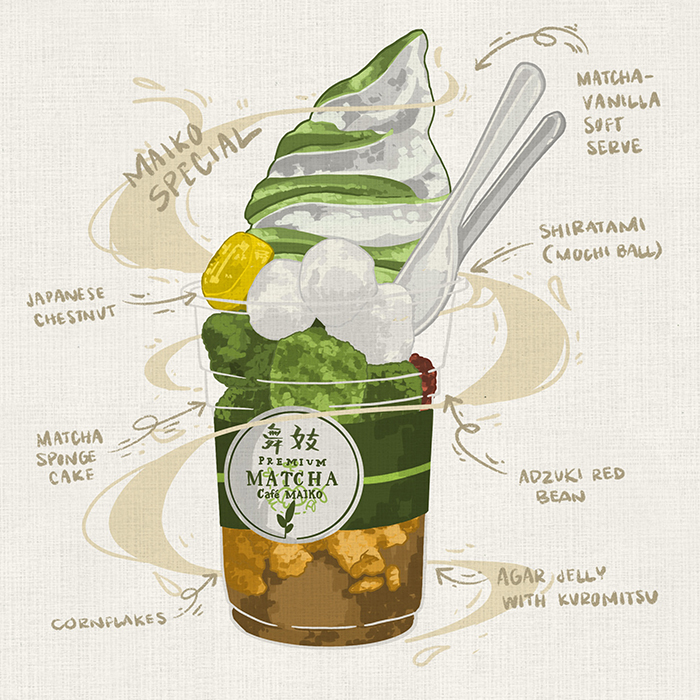 MAIKO
SPECIAL
MATCHA-
VANILLA
SOFT
SERVE
SHIRATAMI
(MOCHI BALL)
JAPANESE
CHESTNUT
MATCHA
SPONGE
CAKE
舞妓
PREMIUM
MATCHA
Café MAIKO
ADZUKI RED
BEAN
CORNFLAKES
AGAR JELLY
WITH KUROMITSU